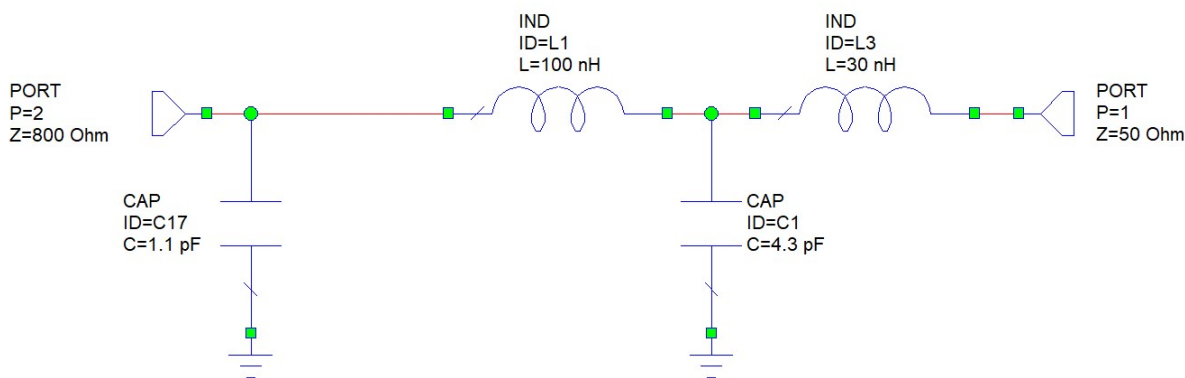 IND
ID=L1
L=100 nH
IND
ID=L3
L=30 nH
PORT
P=2
Z=800 Ohm
PORT
P=1
Z=50 Ohm
CAP
ID=C17
C=1.1 pF
CAP
ID=C1
C=4.3 pF